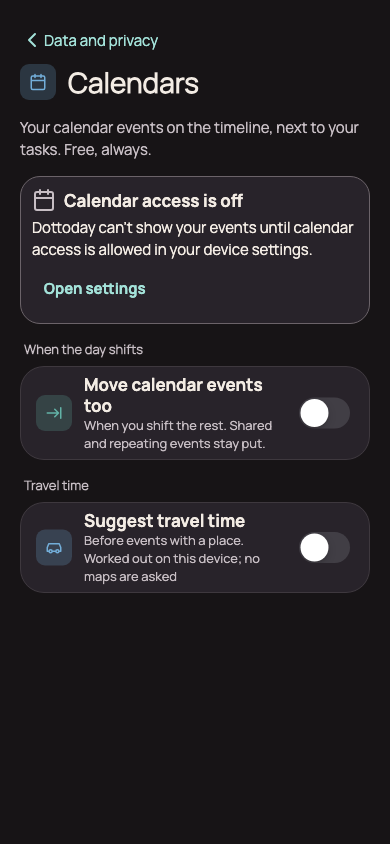 Data and privacy
Calendars
Your calendar events on the timeline, next to your
tasks. Free, always.
Calendar access is off
Dottoday can't show your events until calendar
access is allowed in your device settings.
Open settings
When the day shifts
Move calendar events
too
When you shift the rest. Shared
and repeating events stay put.
Travel time
Suggest travel time
Before events with a place.
Worked out on this device; no
maps are asked